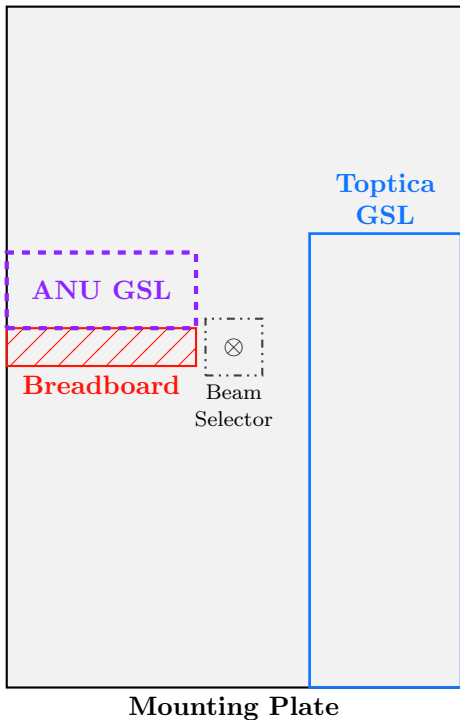 Toptica
GSL
ANU GSL
Breadboard
Beam
Selector
Mounting Plate